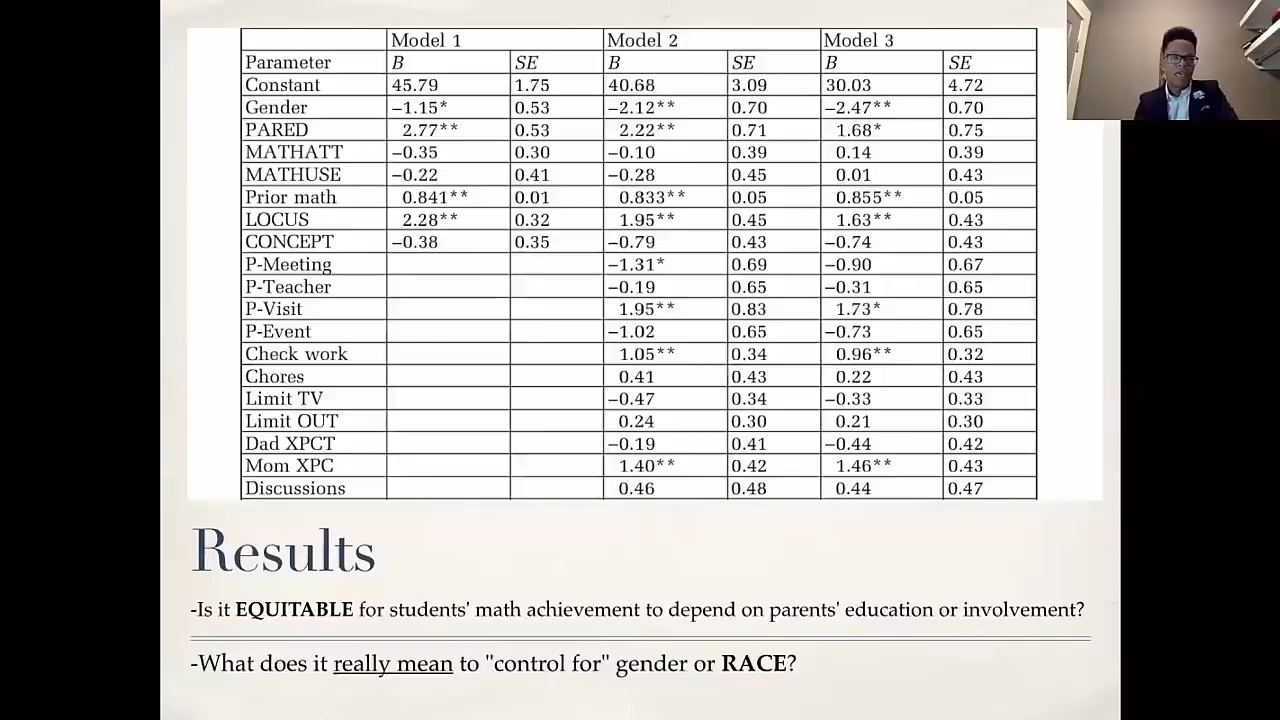 Model 1 Model 2 Model 3
Parameter B SE B SE B SE
Constant 45.79 1.75 40.68 3.09 30.03 4.72
Gender −1.15* 0.53 −2.12** 0.70 −2.47** 0.70
PARED 2.77** 0.53 2.22** 0.71 1.68* 0.75
MATHATT −0.35 0.30 −0.10 0.39 0.14 0.39
MATHUSE −0.22 0.41 −0.28 0.45 0.01 0.43
Prior math 0.841** 0.01 0.833** 0.05 0.855** 0.05
LOCUS 2.28** 0.32 1.95** 0.45 1.63** 0.43
CONCEPT −0.38 0.35 −0.79 0.43 −0.74 0.43
P-Meeting −1.31* 0.69 −0.90 0.67
P-Teacher −0.19 0.65 −0.31 0.65
P-Visit 1.95** 0.83 1.73* 0.78
P-Event −1.02 0.65 −0.73 0.65
Check work 1.05** 0.34 0.96** 0.32
Chores 0.41 0.43 0.22 0.43
Limit TV −0.47 0.34 −0.33 0.33
Limit OUT 0.24 0.30 0.21 0.30
Dad XPCT −0.19 0.41 −0.44 0.42
Mom XPC 1.40** 0.42 1.46** 0.43
Discussions 0.46 0.48 0.44 0.47
Results
-Is it EQUITABLE for students' math achievement to depend on parents' education or involvement?
-What does it really mean to "control for" gender or RACE?